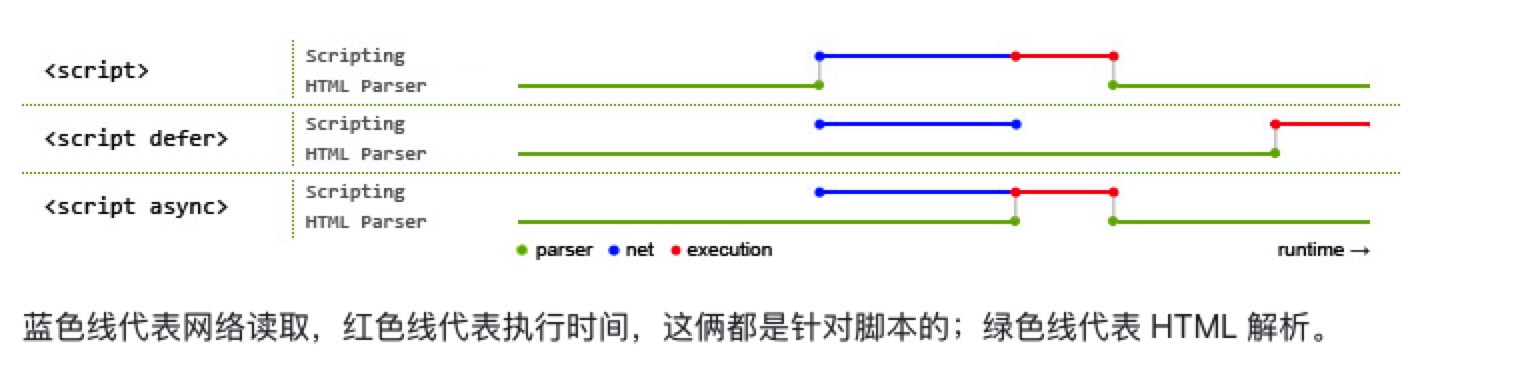 <script>
Scripting
HTML Parser
<script defer>
Scripting
HTML Parser
<script async>
Scripting
HTML Parser
parser net execution runtime →
蓝色线代表网络读取，红色线代表执行时间，这俩都是针对脚本的；绿色线代表 HTML 解析。